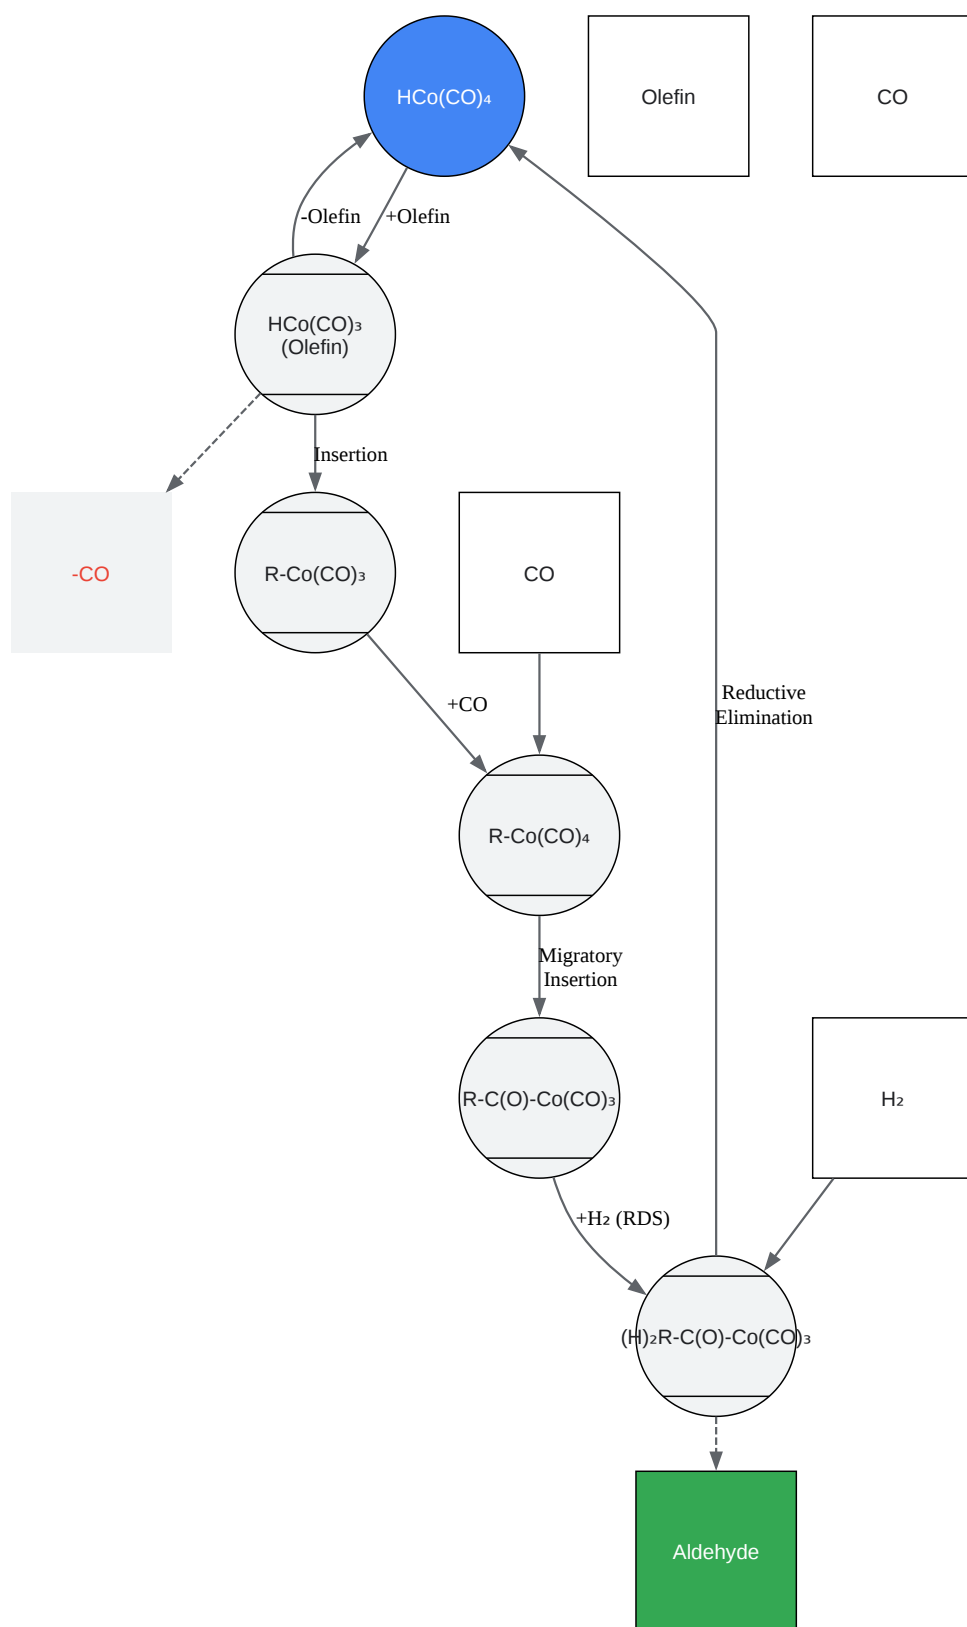 HCo(CO)₄
Olefin
CO
-Olefin
+Olefin
HCo(CO)₃
(Olefin)
Insertion
-CO
R-Co(CO)₃
CO
+CO
Reductive
Elimination
R-Co(CO)₄
Migratory
Insertion
R-C(O)-Co(CO)₃
H₂
+H₂ (RDS)
(H)₂R-C(O)-Co(CO)₃
Aldehyde